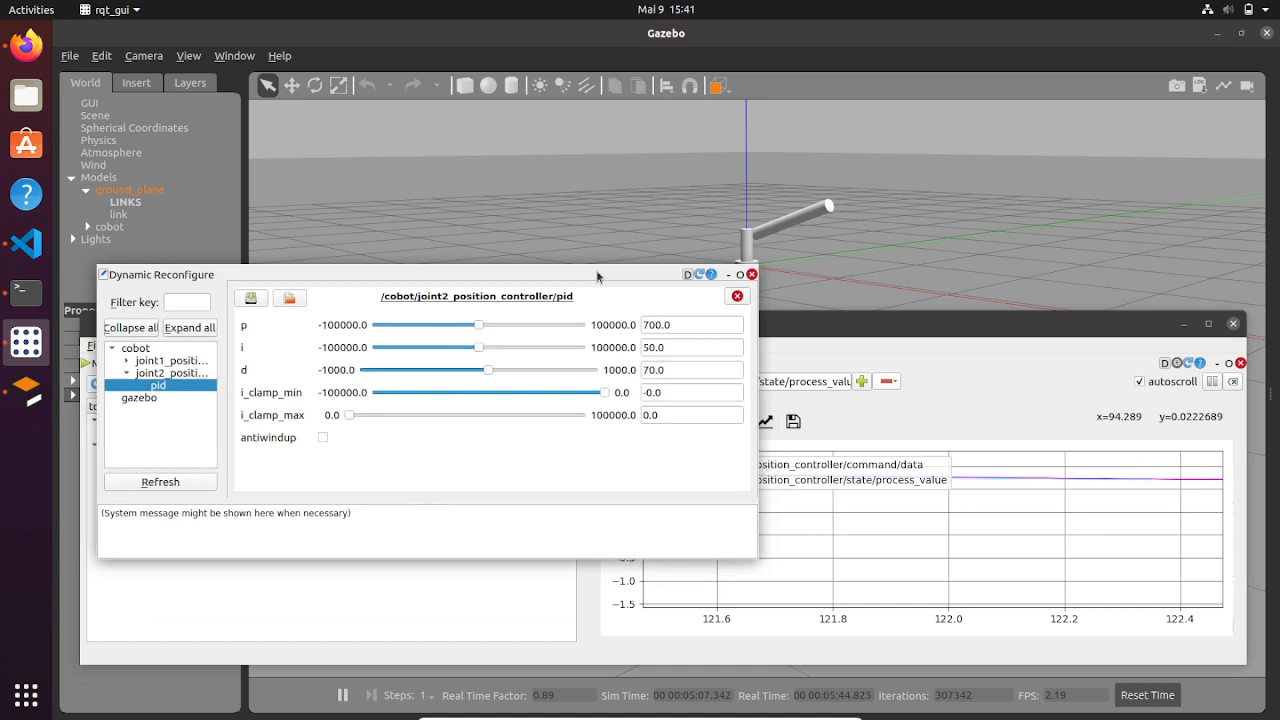 Activities rqt_gui Mai 9 15:41
Gazebo
File Edit Camera View Window Help
World Insert Layers
GUI
Scene
Spherical Coordinates
Physics
Atmosphere
Wind
Models
ground_plane
LINKS
link
cobot
Lights
Dynamic Reconfigure D - O
Filter key:
Collapse all Expand all
cobot
joint1_positi...
joint2_positi...
pid
gazebo
Refresh
/cobot/joint2_position_controller/pid
p -100000.0 100000.0 700.0
i -100000.0 100000.0 50.0
d -1000.0 1000.0 70.0
i_clamp_min -100000.0 0.0 -0.0
i_clamp_max 0.0 100000.0 0.0
antiwindup
(System message might be shown here when necessary)
D - O
/state/process_valu autoscroll
x=94.289 y=0.0222689
osition_controller/command/data
osition_controller/state/process_value
−1.0
−1.5
121.6 121.8 122.0 122.2 122.4
Steps: 1 Real Time Factor: 0.89 Sim Time: 00 00:05:07.342 Real Time: 00 00:05:44.825 Iterations: 307342 FPS: 2.19 Reset Time